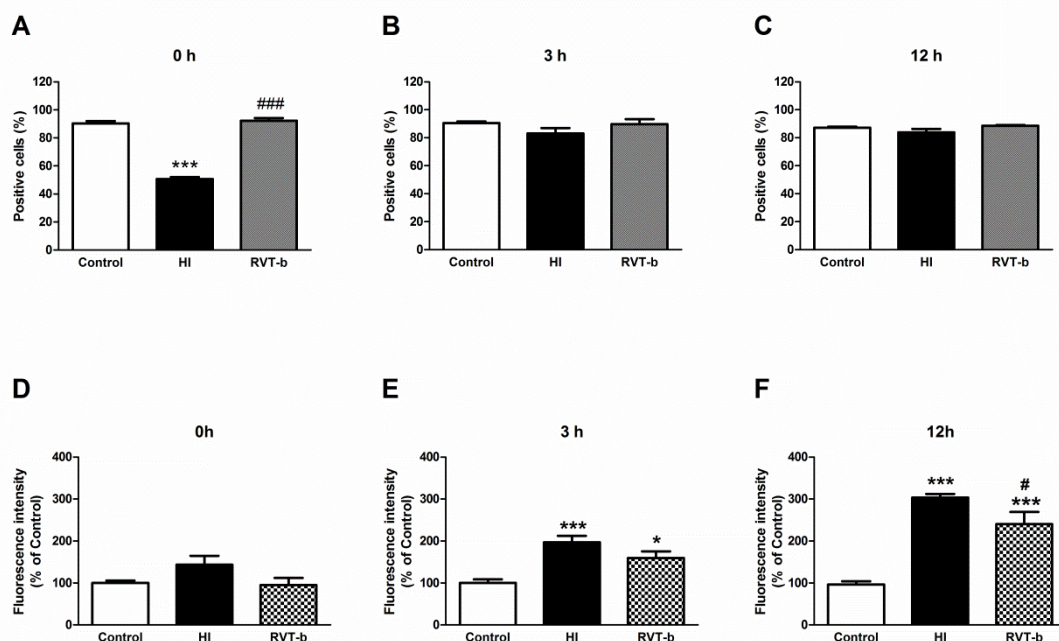 A
0 h
Positive cells (%)
120
100
80
60
40
20
0
***
###
Control HI RVT-b
B
3 h
Positive cells (%)
120
100
80
60
40
20
0
Control HI RVT-b
C
12 h
Positive cells (%)
120
100
80
60
40
20
0
Control HI RVT-b
D
0h
Fluorescence intensity
(% of Control)
400
300
200
100
0
Control HI RVT-b
E
3 h
Fluorescence intensity
(% of Control)
400
300
200
100
0
***
*
Control HI RVT-b
F
12h
Fluorescence intensity
(% of Control)
400
300
200
100
0
***
#
***
Control HI RVT-b